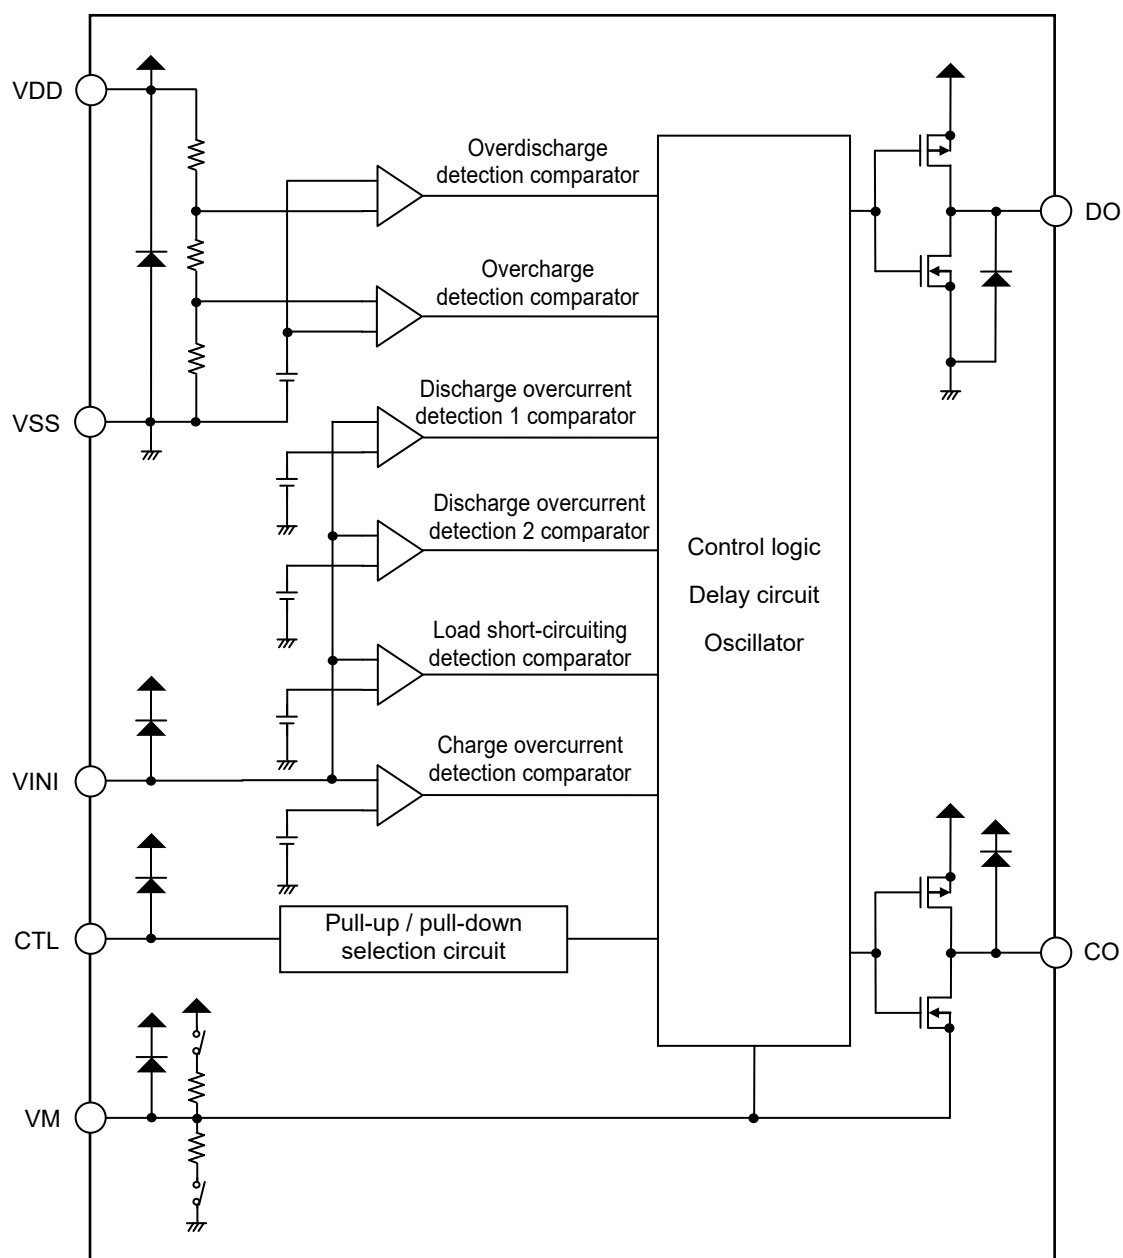 VDD
Overdischarge
detection comparator
DO
Overcharge
detection comparator
VSS
Discharge overcurrent
detection 1 comparator
Discharge overcurrent
detection 2 comparator
Control logic
Delay circuit
Oscillator
Load short-circuiting
detection comparator
VINI
Charge overcurrent
detection comparator
CTL
Pull-up / pull-down
selection circuit
CO
VM